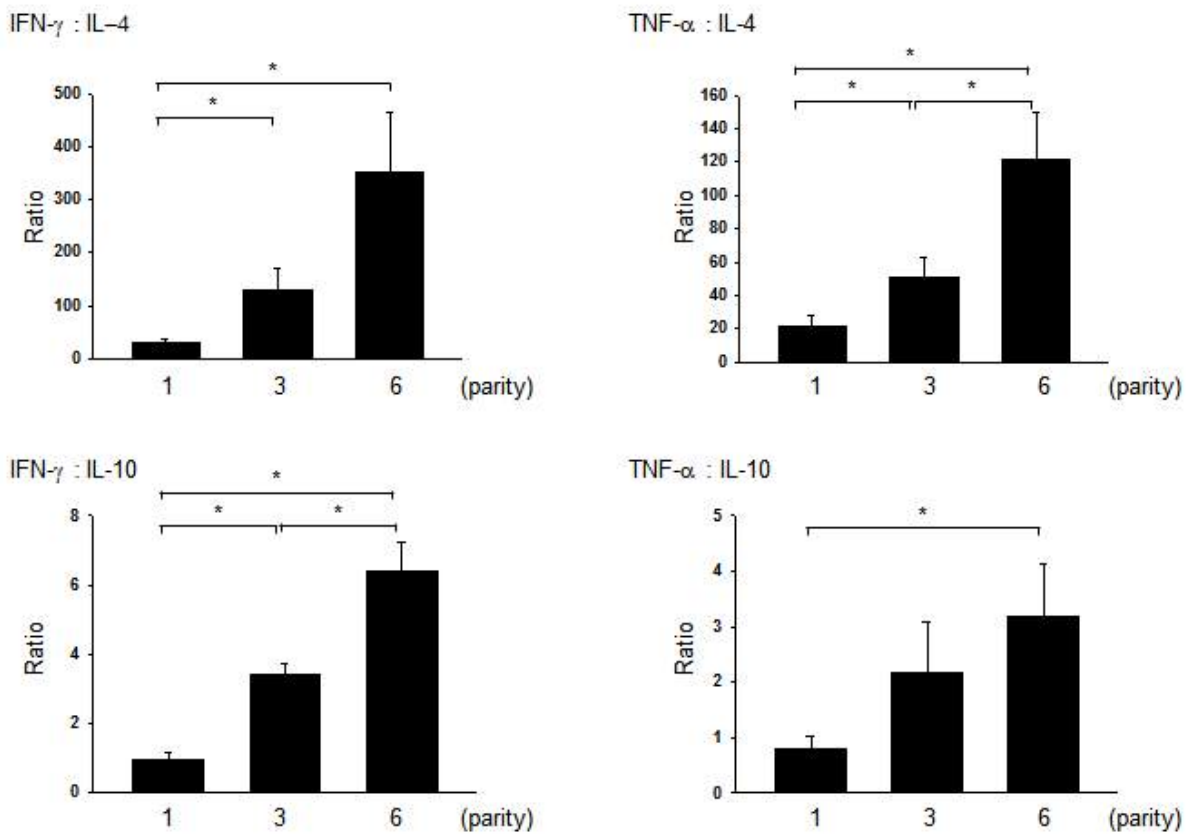 IFN-γ : IL–4
*
*
500
400
300
200
100
0
Ratio
1 3 6 (parity)
TNF-α : IL-4
*
* *
160
140
120
100
80
60
40
20
0
Ratio
1 3 6 (parity)
IFN-γ : IL-10
*
* *
8
6
4
2
0
Ratio
1 3 6 (parity)
TNF-α : IL-10
*
5
4
3
2
1
0
Ratio
1 3 6 (parity)